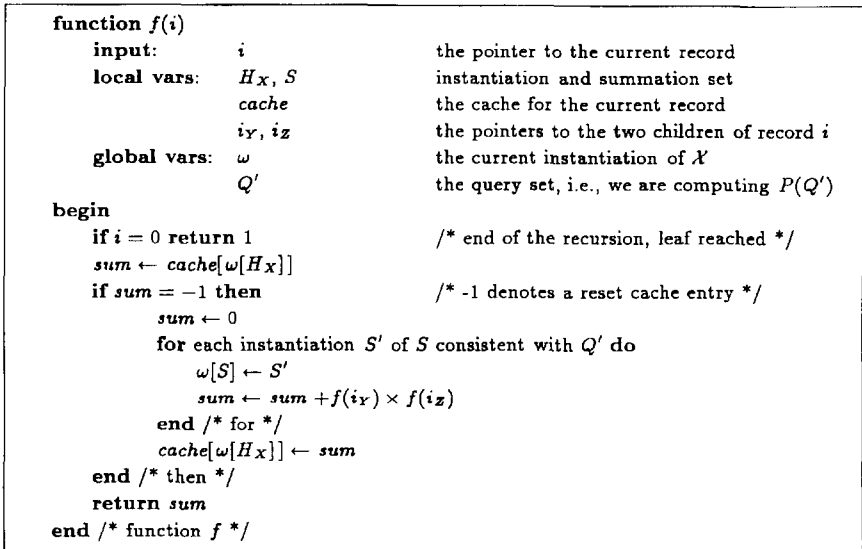 function f(i)
input: i the pointer to the current record
local vars: H_X, S instantiation and summation set
cache the cache for the current record
i_Y, i_Z the pointers to the two children of record i
global vars: ω the current instantiation of 𝒳
Q′ the query set, i.e., we are computing P(Q′)
begin
if i = 0 return 1 /* end of the recursion, leaf reached */
sum ← cache[ω[H_X]]
if sum = −1 then /* -1 denotes a reset cache entry */
sum ← 0
for each instantiation S′ of S consistent with Q′ do
ω[S] ← S′
sum ← sum +f(i_Y) × f(i_Z)
end /* for */
cache[ω[H_X]] ← sum
end /* then */
return sum
end /* function f */